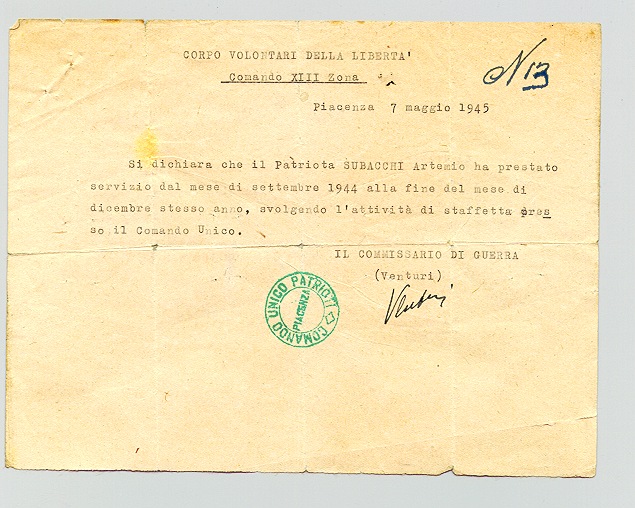 CORPO VOLONTARI DELLA LIBERTA'
Comando XIII Zona
N 13
Piacenza 7 maggio 1945
Si dichiara che il Patriota SUBACCHI Artemio ha prestato
servizio dal mese di settembre 1944 alla fine del mese di
dicembre stesso anno, svolgendo l'attività di staffetta pres
so il Comando Unico.
IL COMMISSARIO DI GUERRA
(Venturi)
Venturi
COMANDO UNICO PATRIOTI
PIACENZA